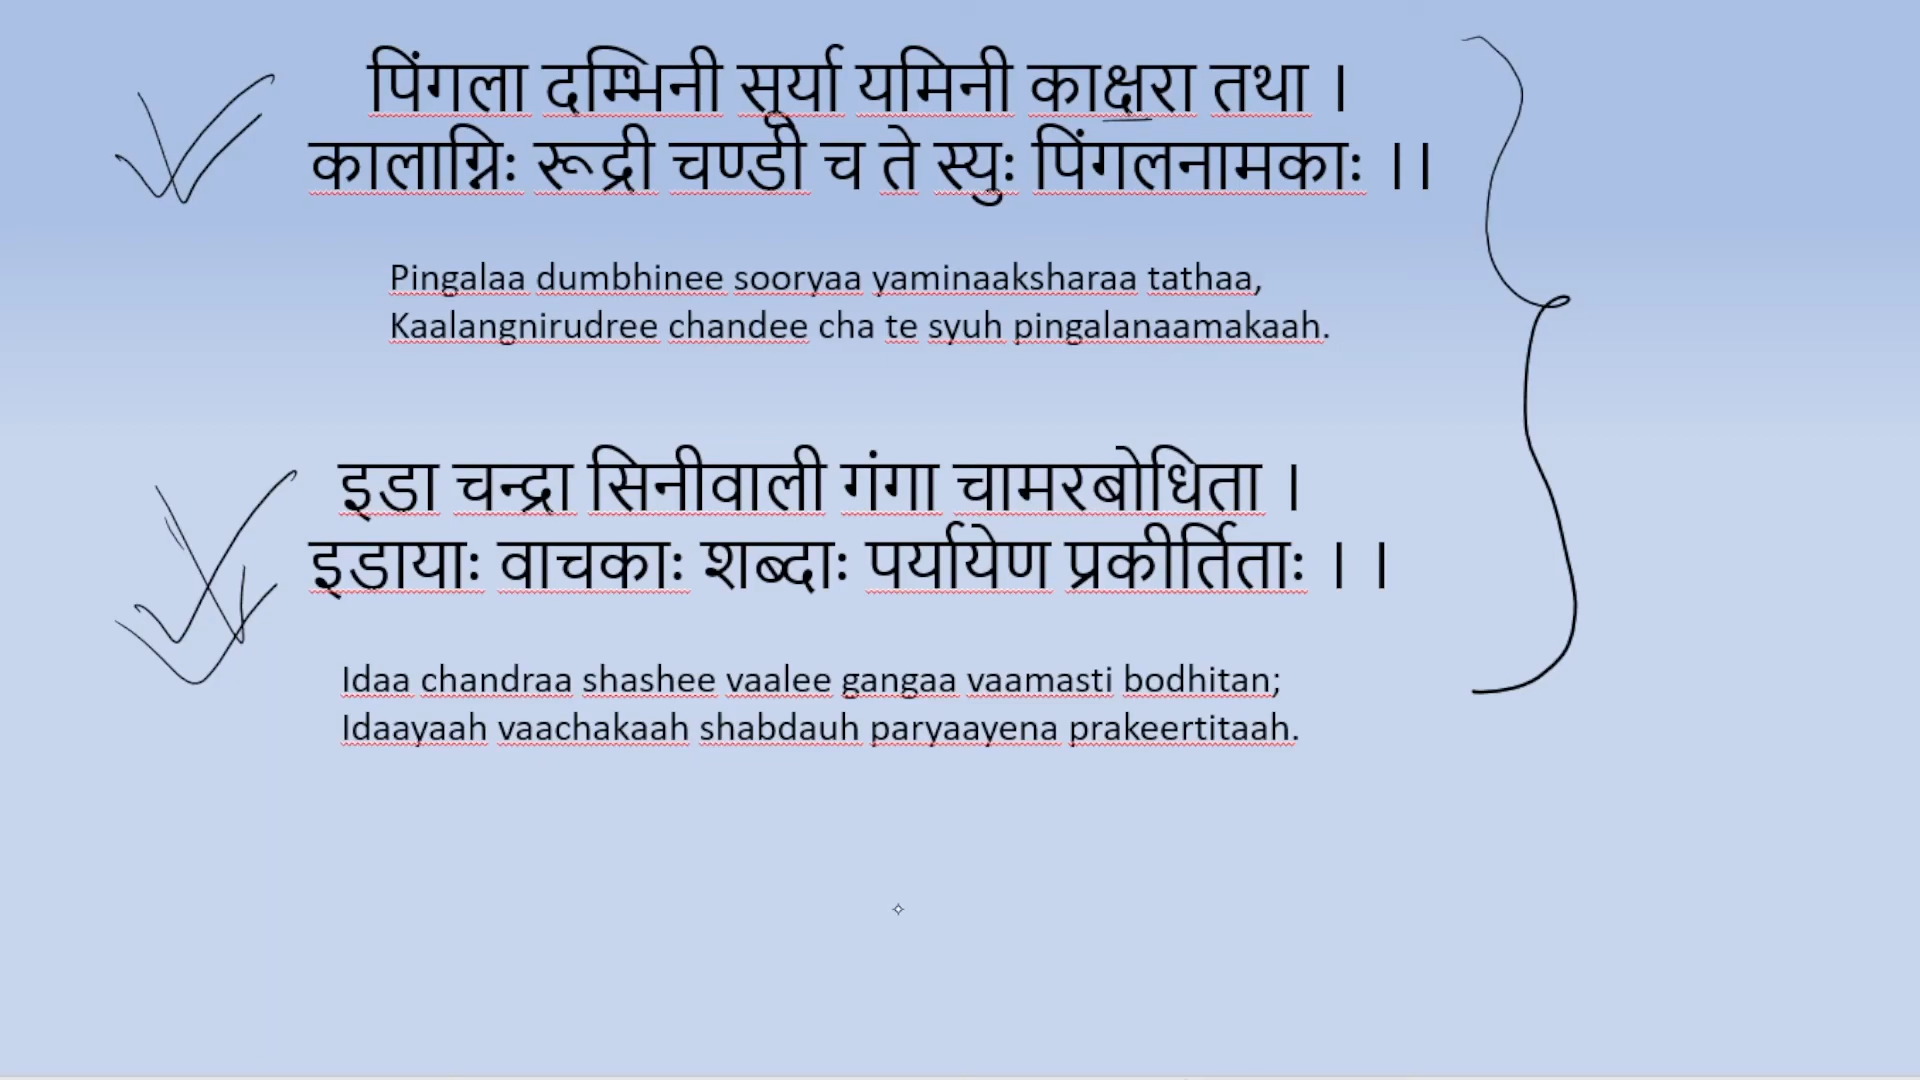 पिंगला दम्भिनी सूर्या यमिनी काक्षरा तथा ।
कालाग्निः रूद्री चण्डी च ते स्युः पिंगलनामकाः ।।
Pingalaa dumbhinee sooryaa yaminaaksharaa tathaa,
Kaalangnirudree chandee cha te syuh pingalanaamakaah.
इडा चन्द्रा सिनीवाली गंगा चामरबोधिता ।
इडायाः वाचकाः शब्दाः पर्यायेण प्रकीर्तिताः । ।
Idaa chandraa shashee vaalee gangaa vaamasti bodhitan;
Idaayaah vaachakaah shabdauh paryaayena prakeertitaah.